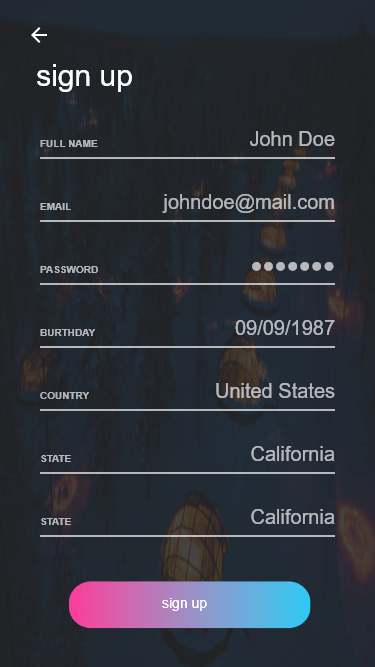 sign up
FULL NAME John Doe
EMAIL johndoe@mail.com
PASSWORD ●●●●●●●
BURTHDAY 09/09/1987
COUNTRY United States
STATE California
STATE California
sign up